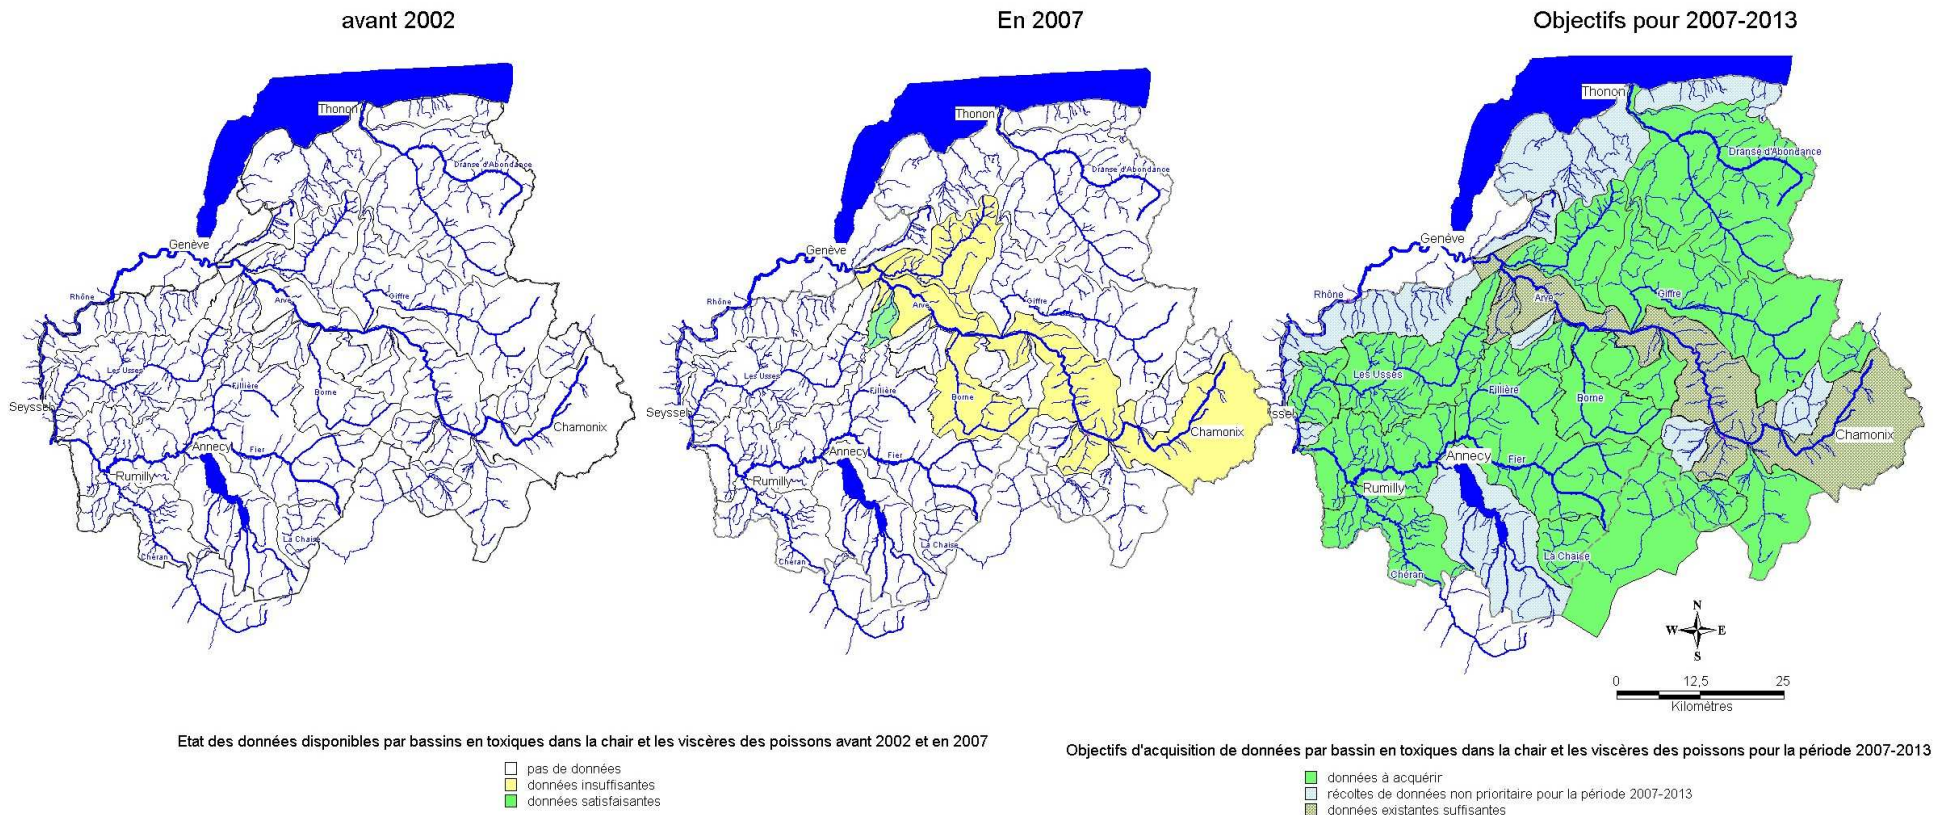 avant 2002
En 2007
Objectifs pour 2007-2013
Thonon
Dranse d'Abondance
Genève
Rhône
Arve
Giffre
Les Usses
Fillière
Borne
Seyssel
Chamonix
Annecy
Fier
Rumilly
La Chaise
Chéran
Thonon
Dranse d'Abondance
Genève
Rhône
Arve
Giffre
Les Usses
Fillière
Borne
Seyssel
Chamonix
Annecy
Fier
Rumilly
La Chaise
Chéran
Thonon
Dranse d'Abondance
Genève
Rhône
Arve
Giffre
Les Usses
Fillière
Borne
Chamonix
Annecy
Fier
Rumilly
La Chaise
Chéran
N
W E
S
0 12,5 25
Kilométres
Etat des données disponibles par bassins en toxiques dans la chair et les viscères des poissons avant 2002 et en 2007
pas de données
données insuffisantes
données satisfaisantes
Objectifs d'acquisition de données par bassin en toxiques dans la chair et les viscères des poissons pour la période 2007-2013
données à acquérir
récoltes de données non prioritaire pour la période 2007-2013
données existantes suffisantes